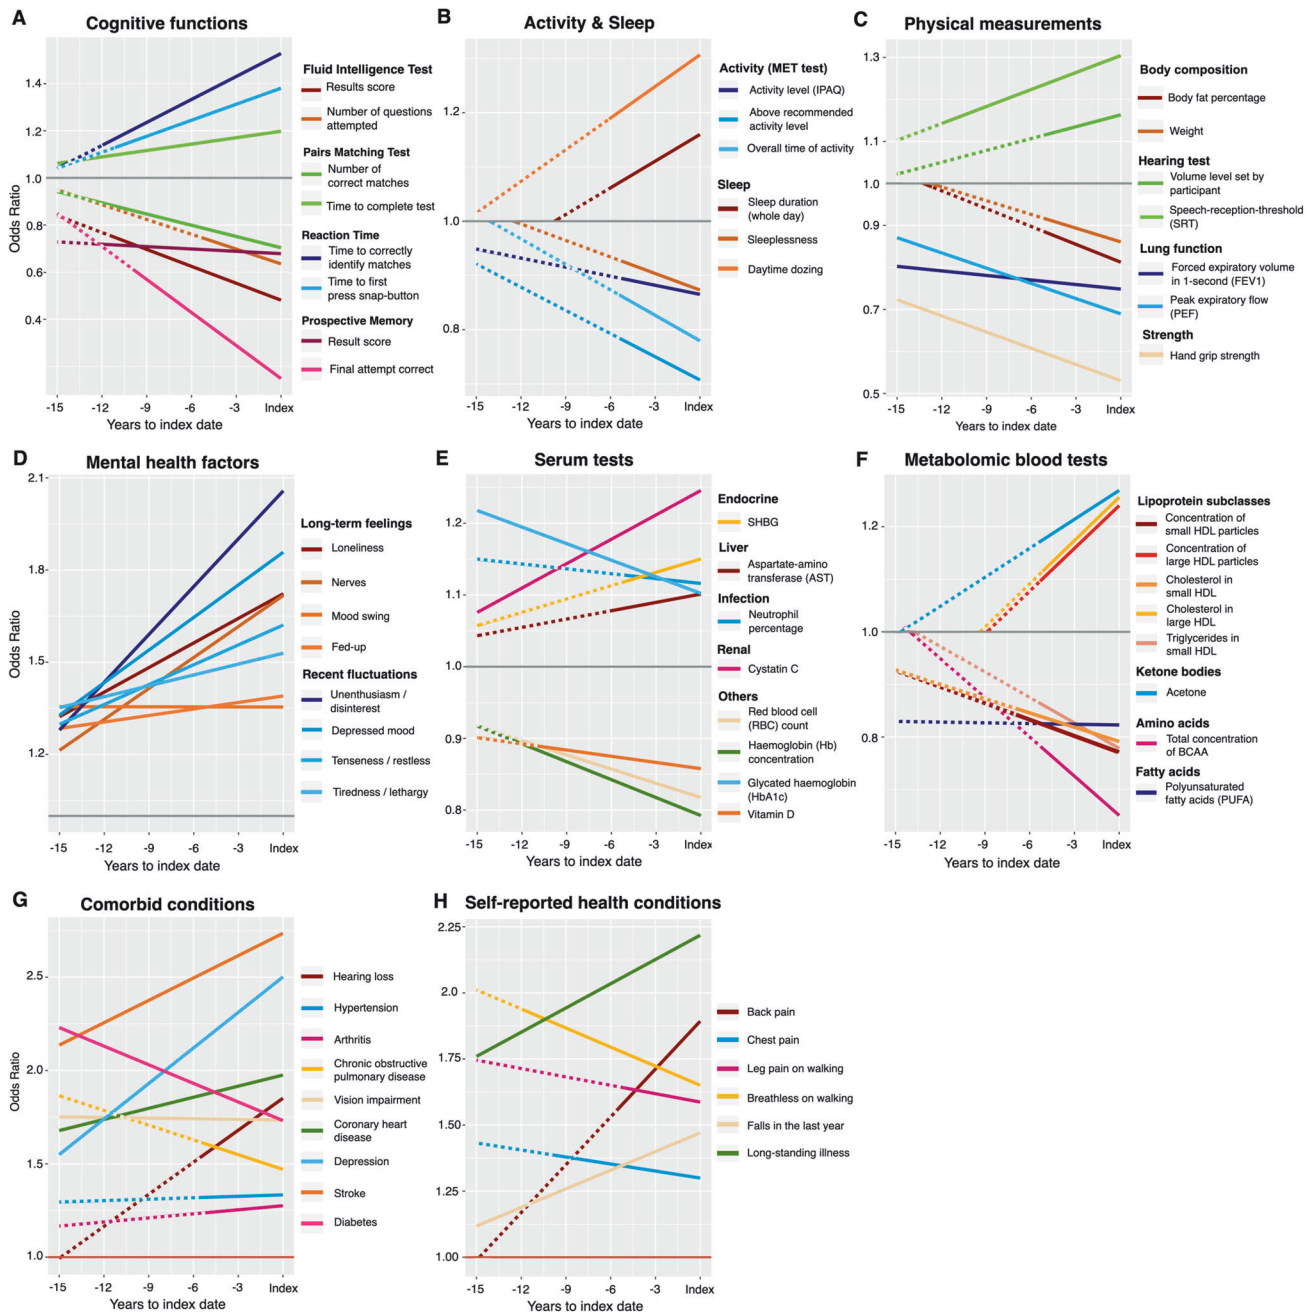 A
Cognitive functions
Odds Ratio
1.4
1.2
1.0
0.8
0.6
0.4
-15
-12
-9
-6
-3
Index
Years to index date
Fluid Intelligence Test
Results score
Number of questions
attempted
Pairs Matching Test
Number of
correct matches
Time to complete test
Reaction Time
Time to correctly
identify matches
Time to first
press snap-button
Prospective Memory
Result score
Final attempt correct
B
Activity & Sleep
1.2
1.0
0.8
-15
-12
-9
-6
-3
Index
Years to index date
Activity (MET test)
Activity level (IPAQ)
Above recommended
activity level
Overall time of activity
Sleep
Sleep duration
(whole day)
Sleeplessness
Daytime dozing
C
Physical measurements
1.3
1.1
1.0
0.9
0.7
0.5
-15
-12
-9
-6
-3
Index
Years to index date
Body composition
Body fat percentage
Weight
Hearing test
Volume level set by
participant
Speech-reception-threshold
(SRT)
Lung function
Forced expiratory volume
in 1-second (FEV1)
Peak expiratory flow
(PEF)
Strength
Hand grip strength
D
Mental health factors
Odds Ratio
2.1
1.8
1.5
1.2
-15
-12
-9
-6
-3
Index
Years to index date
Long-term feelings
Loneliness
Nerves
Mood swing
Fed-up
Recent fluctuations
Unenthusiasm /
disinterest
Depressed mood
Tenseness / restless
Tiredness / lethargy
E
Serum tests
1.2
1.1
1.0
0.9
0.8
-15
-12
-9
-6
-3
Index
Years to index date
Endocrine
SHBG
Liver
Aspartate-amino
transferase (AST)
Infection
Neutrophil
percentage
Renal
Cystatin C
Others
Red blood cell
(RBC) count
Haemoglobin (Hb)
concentration
Glycated haemoglobin
(HbA1c)
Vitamin D
F
Metabolomic blood tests
1.2
1.0
0.8
-15
-12
-9
-6
-3
Index
Years to index date
Lipoprotein subclasses
Concentration of
small HDL particles
Concentration of
large HDL particles
Cholesterol in
small HDL
Cholesterol in
large HDL
Triglycerides in
small HDL
Ketone bodies
Acetone
Amino acids
Total concentration
of BCAA
Fatty acids
Polyunsaturated
fatty acids (PUFA)
G
Comorbid conditions
Odds Ratio
2.5
2.0
1.5
1.0
-15
-12
-9
-6
-3
Index
Years to index date
Hearing loss
Hypertension
Arthritis
Chronic obstructive
pulmonary disease
Vision impairment
Coronary heart
disease
Depression
Stroke
Diabetes
H
Self-reported health conditions
2.25
2.0
1.75
1.50
1.25
1.00
-15
-12
-9
-6
-3
Index
Years to index date
Back pain
Chest pain
Leg pain on walking
Breathless on walking
Falls in the last year
Long-standing illness